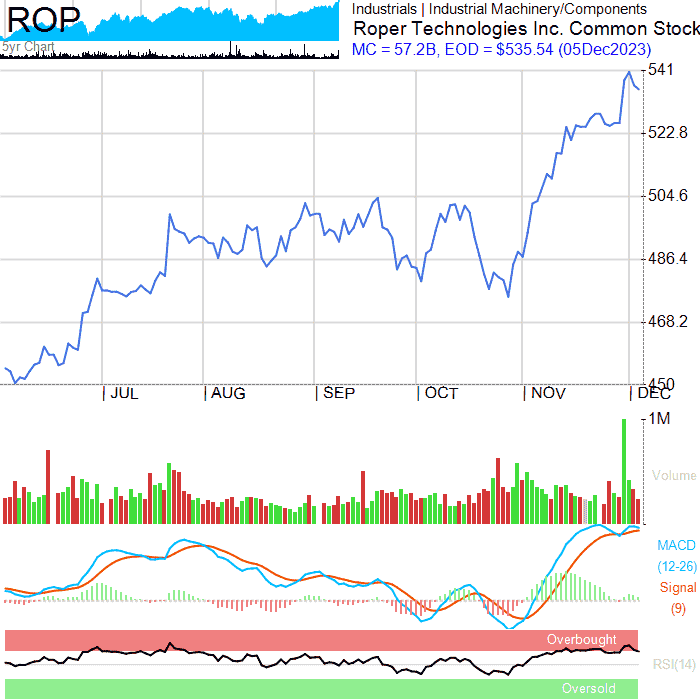 ROP
5yr Chart
Industrials | Industrial Machinery/Components
Roper Technologies Inc. Common Stock
MC = 57.2B, EOD = $535.54 (05Dec2023)
541
522.8
504.6
486.4
468.2
450
JUL
AUG
SEP
OCT
NOV
DEC
1M
Volume
MACD
(12-26)
Signal
(9)
Overbought
RSI(14)
Oversold